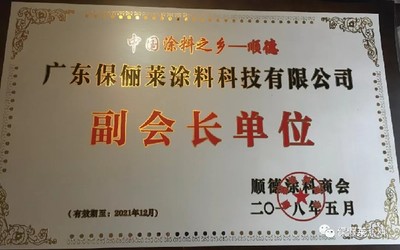 中国涂料之乡—顺德
广东保俪莱涂料科技有限公司
副会长单位
顺德涂料商会
(有效期至:2021年12月)
二〇一八年五月